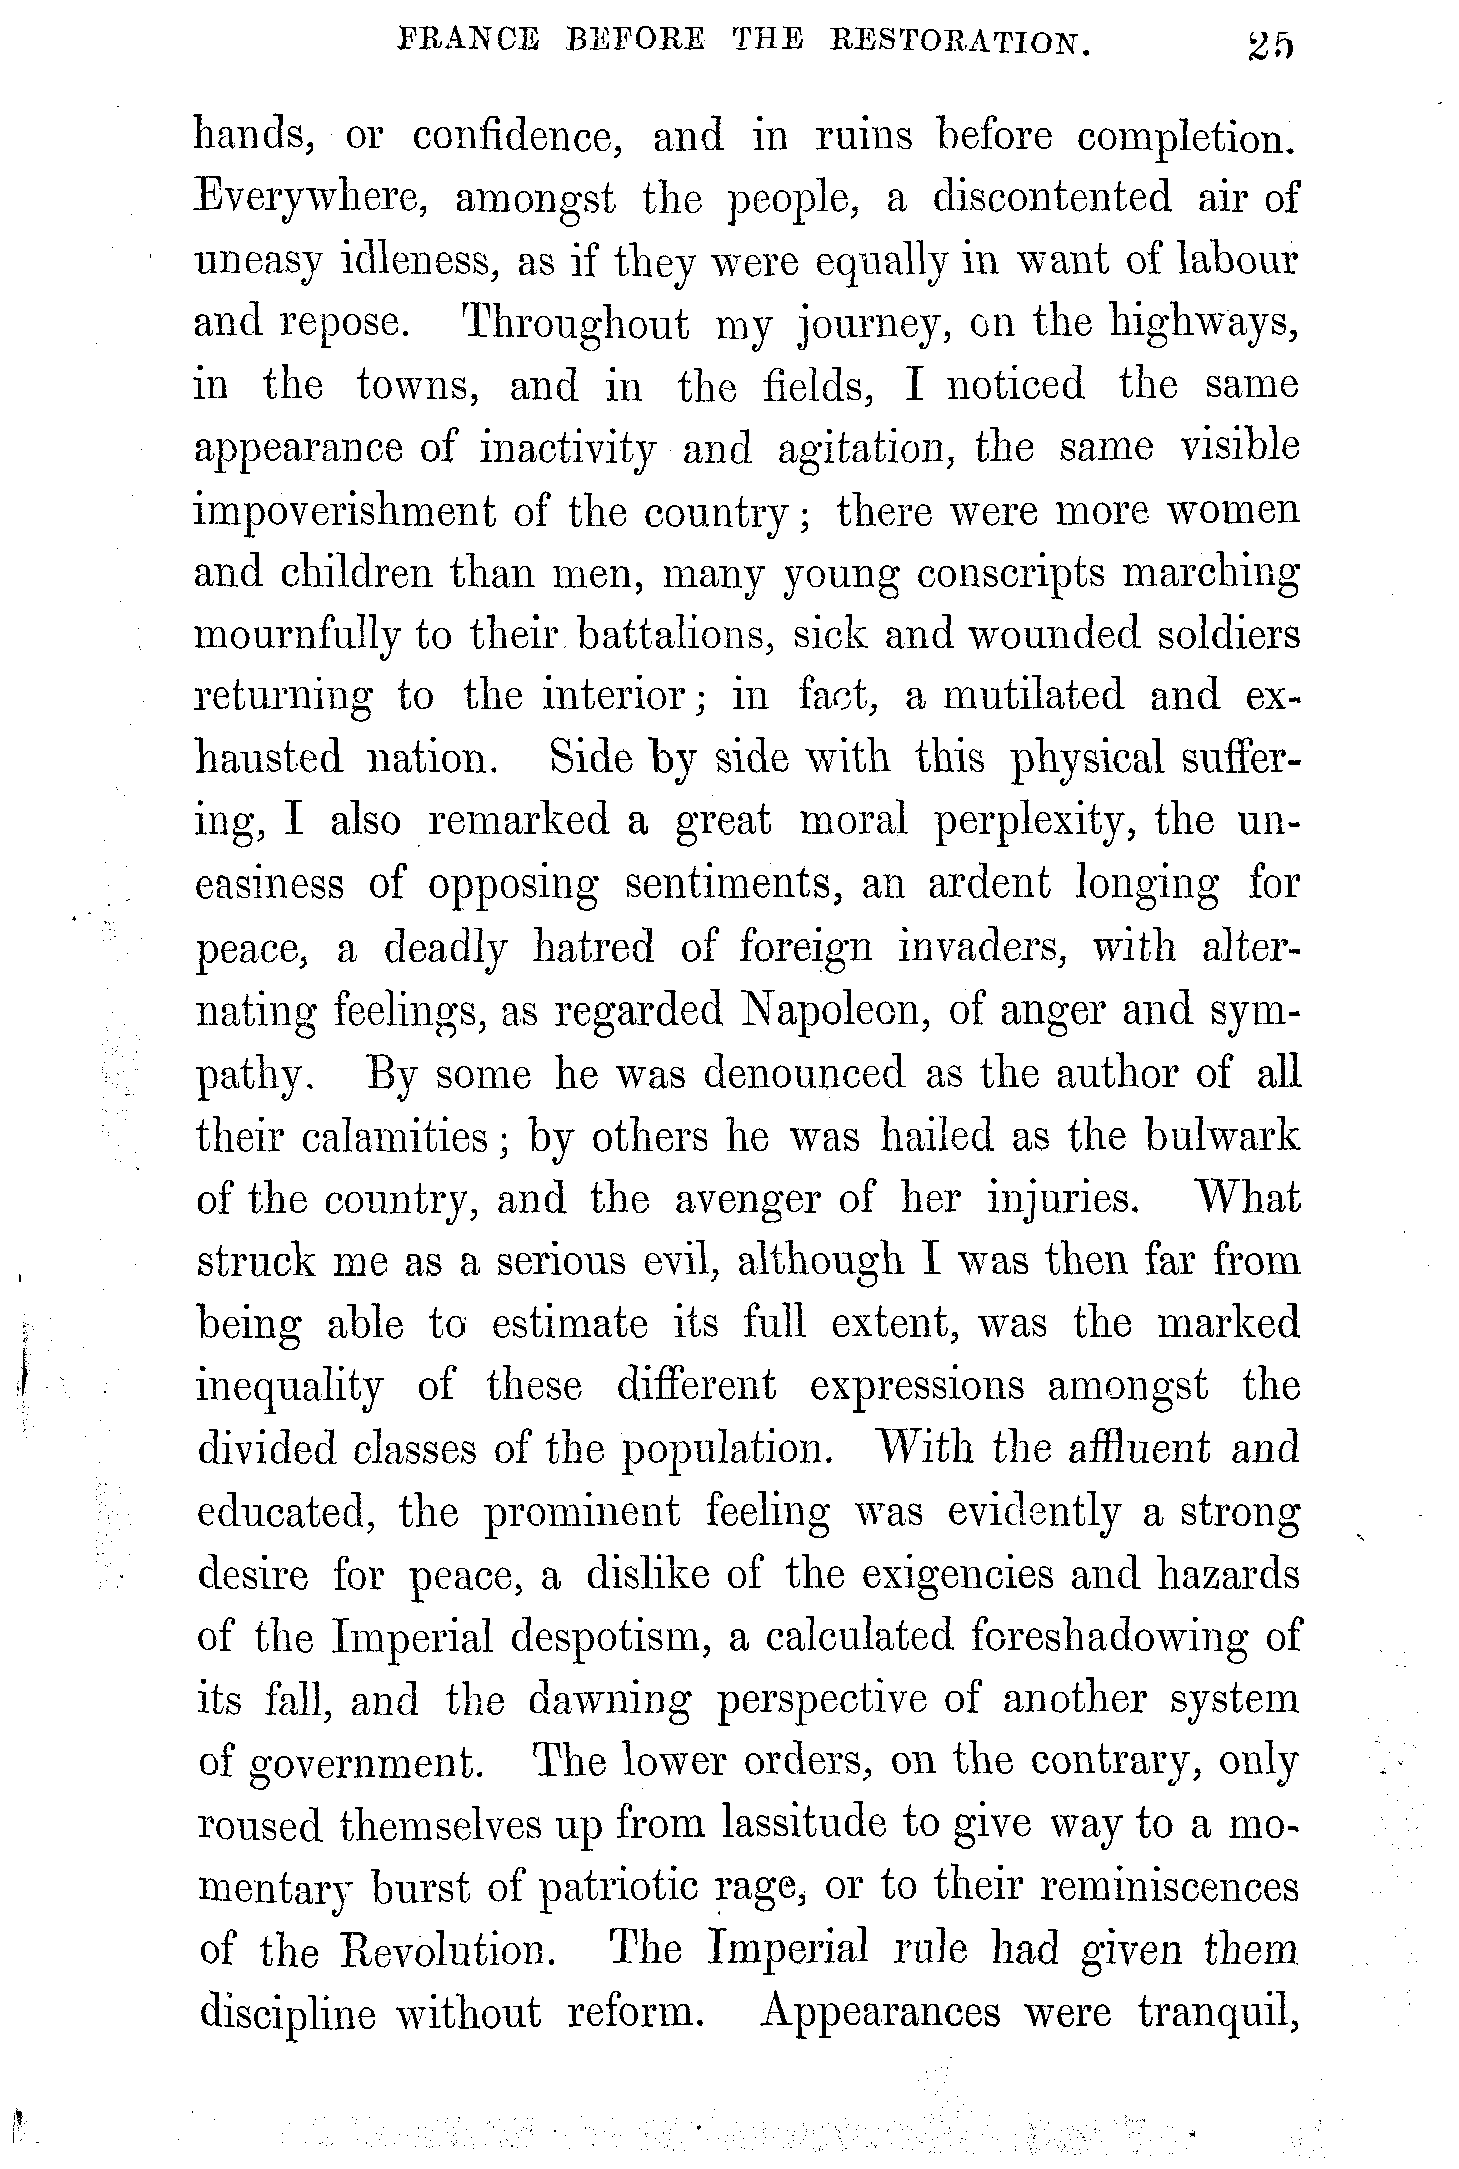 FRANCE BEFORE THE RESTORATION. 25
hands, or confidence, and in ruins before completion.
Everywhere, amongst the people, a discontented air of
uneasy idleness, as if they were equally in want of labour
and repose. Throughout my journey, on the highways,
in the towns, and in the fields, I noticed the same
appearance of inactivity and agitation, the same visible
impoverishment of the country; there were more women
and children than men, many young conscripts marching
mournfully to their battalions, sick and wounded soldiers
returning to the interior; in fact, a mutilated and ex-
hausted nation. Side by side with this physical suffer-
ing, I also remarked a great moral perplexity, the un-
easiness of opposing sentiments, an ardent longing for
peace, a deadly hatred of foreign invaders, with alter-
nating feelings, as regarded Napoleon, of anger and sym-
pathy. By some he was denounced as the author of all
their calamities; by others he was hailed as the bulwark
of the country, and the avenger of her injuries. What
struck me as a serious evil, although I was then far from
being able to estimate its full extent, was the marked
inequality of these different expressions amongst the
divided classes of the population. With the affluent and
educated, the prominent feeling was evidently a strong
desire for peace, a dislike of the exigencies and hazards
of the Imperial despotism, a calculated foreshadowing of
its fall, and the dawning perspective of another system
of government. The lower orders, on the contrary, only
roused themselves up from lassitude to give way to a mo-
mentary burst of patriotic rage, or to their reminiscences
of the Revolution. The Imperial rule had given them
discipline without reform. Appearances were tranquil,